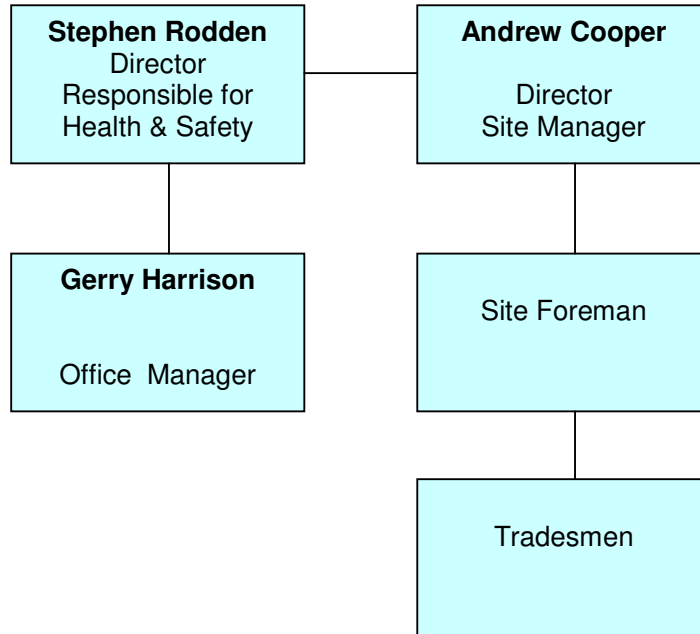 Stephen Rodden
Director
Responsible for
Health & Safety
Andrew Cooper
Director
Site Manager
Gerry Harrison
Office Manager
Site Foreman
Tradesmen